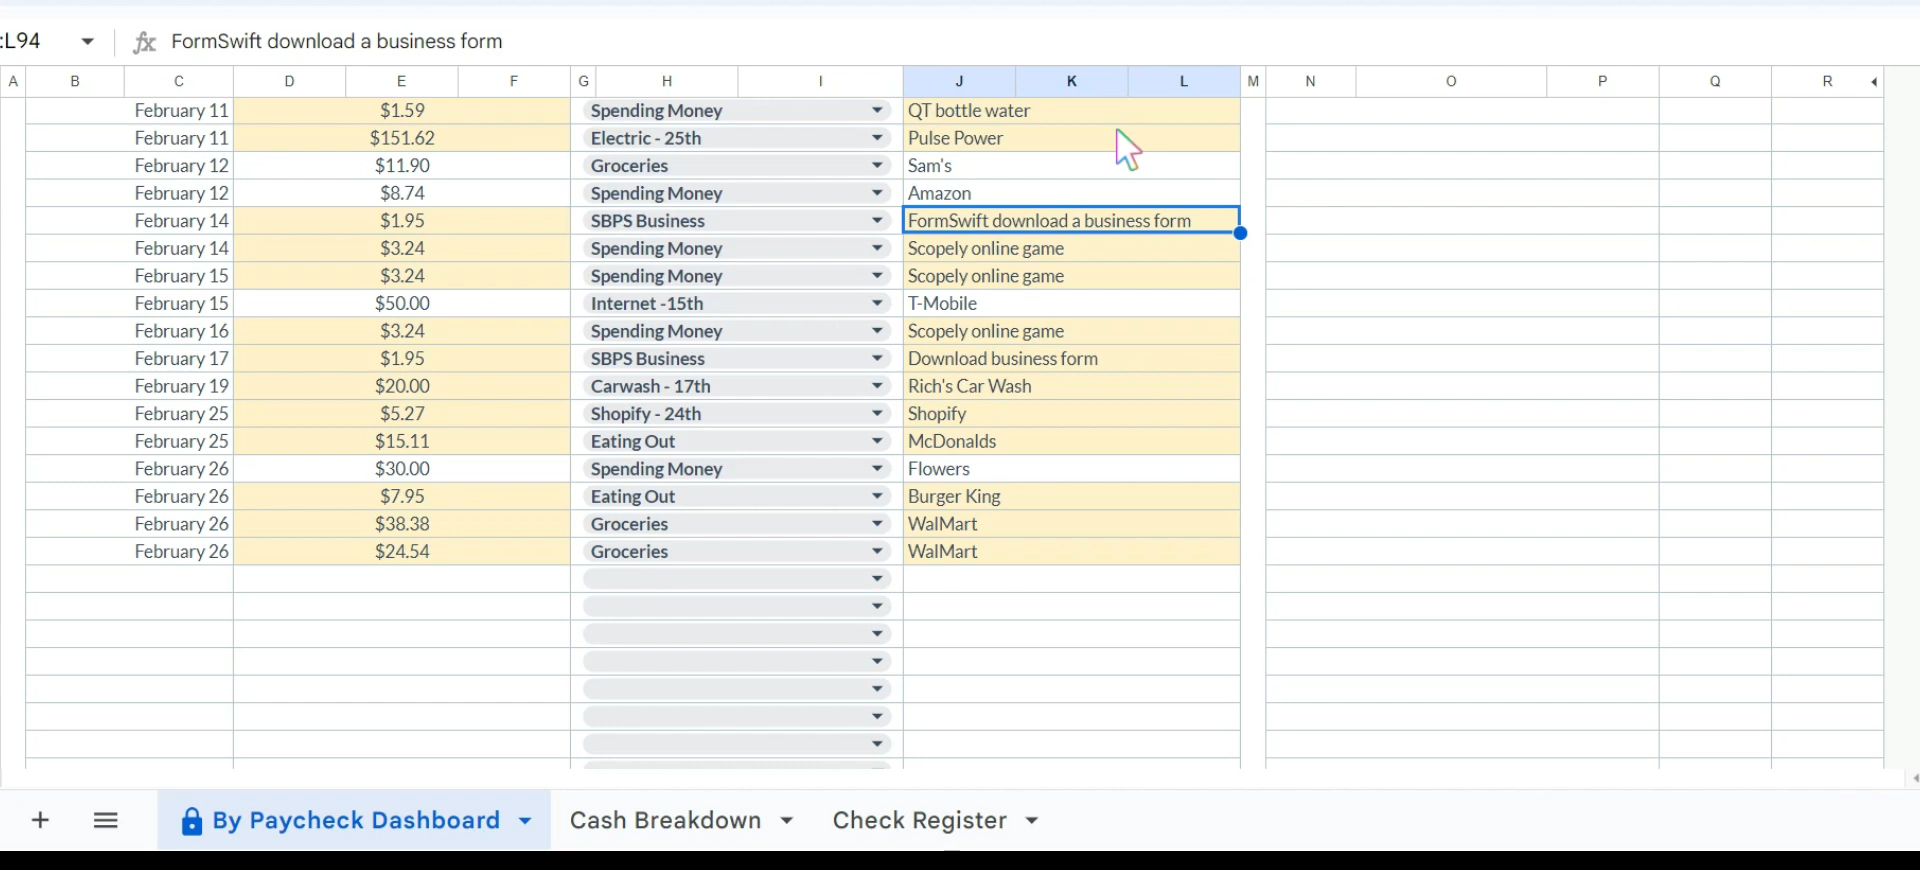 :L94 fx FormSwift download a business form
A B C D E F G H I J K L M N O P Q R
February 11 $1.59 Spending Money QT bottle water
February 11 $151.62 Electric - 25th Pulse Power
February 12 $11.90 Groceries Sam's
February 12 $8.74 Spending Money Amazon
February 14 $1.95 SBPS Business FormSwift download a business form
February 14 $3.24 Spending Money Scopely online game
February 15 $3.24 Spending Money Scopely online game
February 15 $50.00 Internet -15th T-Mobile
February 16 $3.24 Spending Money Scopely online game
February 17 $1.95 SBPS Business Download business form
February 19 $20.00 Carwash - 17th Rich's Car Wash
February 25 $5.27 Shopify - 24th Shopify
February 25 $15.11 Eating Out McDonalds
February 26 $30.00 Spending Money Flowers
February 26 $7.95 Eating Out Burger King
February 26 $38.38 Groceries WalMart
February 26 $24.54 Groceries WalMart
By Paycheck Dashboard Cash Breakdown Check Register